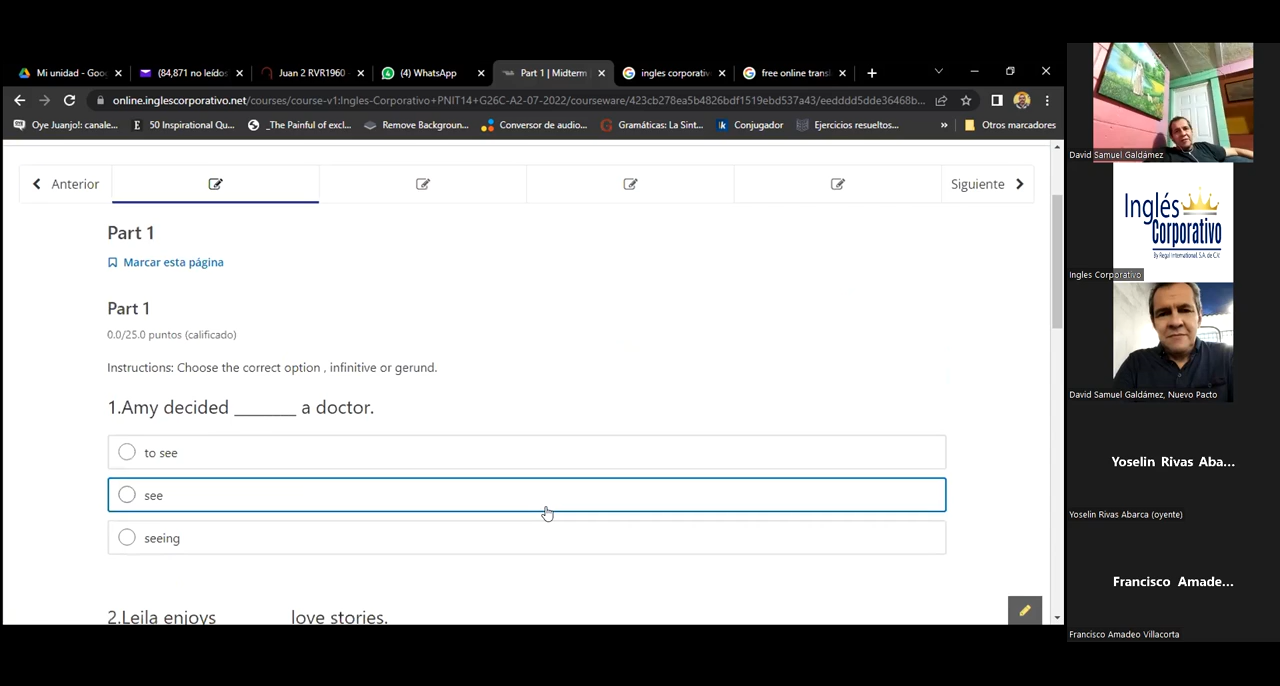 Mi unidad - Goo
(84,871 no leídos
Juan 2 RVR1960
(4) WhatsApp
Part 1 | Midterm
ingles corporativ
free online trans
online.inglescorporativo.net/courses/course-v1:Ingles-Corporativo+PNIT14+G26C-A2-07-2022/courseware/423cb278ea5b4826bdf1519ebd537a43/eedddd5dde36468b...
Oye Juanjo!: canale...
50 Inspirational Qu...
_The Painful of excl...
Remove Backgroun...
Conversor de audio...
Gramáticas: La Sint...
Conjugador
Ejercicios resueltos...
»
Otros marcadores
Anterior
Siguiente
Part 1
Marcar esta página
Part 1
0.0/25.0 puntos (calificado)
Instructions: Choose the correct option , infinitive or gerund.
1.Amy decided _______ a doctor.
to see
see
seeing
2.Leila enjoys love stories.
David Samuel Galdámez
Inglés
Corporativo
By Regal International, S.A. de C.V.
Ingles Corporativo
David Samuel Galdámez, Nuevo Pacto
Yoselin Rivas Aba...
Yoselin Rivas Abarca (oyente)
Francisco Amade...
Francisco Amadeo Villacorta